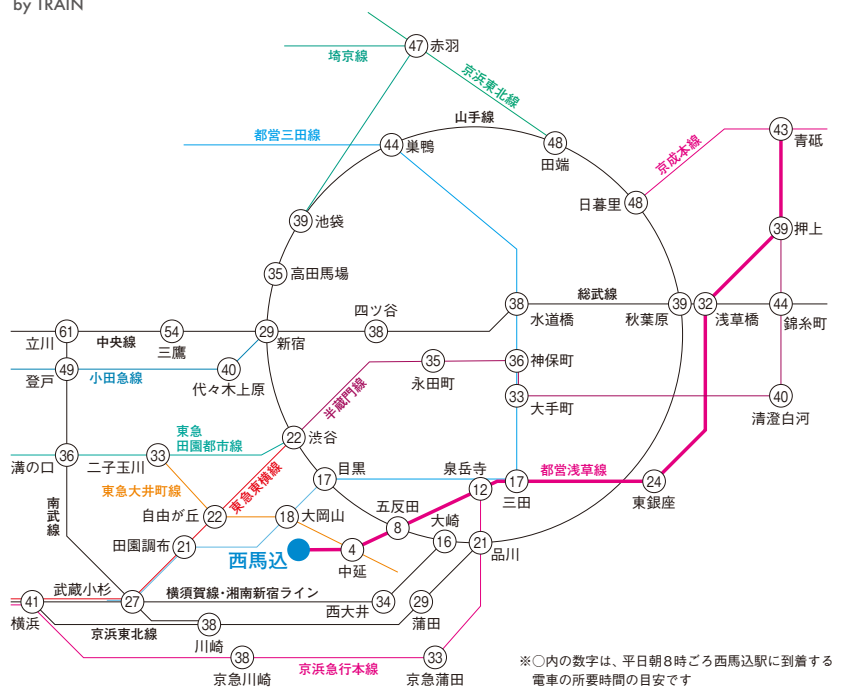 by TRAIN
47
赤羽
埼京線
京浜東北線
山手線
43
青砥
都営三田線
44
巣鴨
48
田端
京成本線
日暮里
48
39
池袋
39
押上
35
高田馬場
四ツ谷
38
総武線
39
32
44
61
54
29
新宿
38
水道橋
秋葉原
浅草橋
錦糸町
立川
中央線
三鷹
49
40
35
36
神保町
登戸
小田急線
代々木上原
半蔵門線
永田町
33
大手町
40
清澄白河
東急
田園都市線
22
渋谷
36
33
溝の口
二子玉川
目黒
17
泉岳寺
12
17
三田
都営浅草線
24
東銀座
東急大井町線
東急東横線
南武線
自由が丘
22
18
大岡山
五反田
8
大崎
16
21
品川
田園調布
21
西馬込
4
中延
武蔵小杉
横須賀線・湘南新宿ライン
41
27
34
29
横浜
京浜東北線
38
川崎
西大井
蒲田
38
京急川崎
京浜急行本線
33
京急蒲田
※○内の数字は、平日朝8時ごろ西馬込駅に到着する
電車の所要時間の目安です